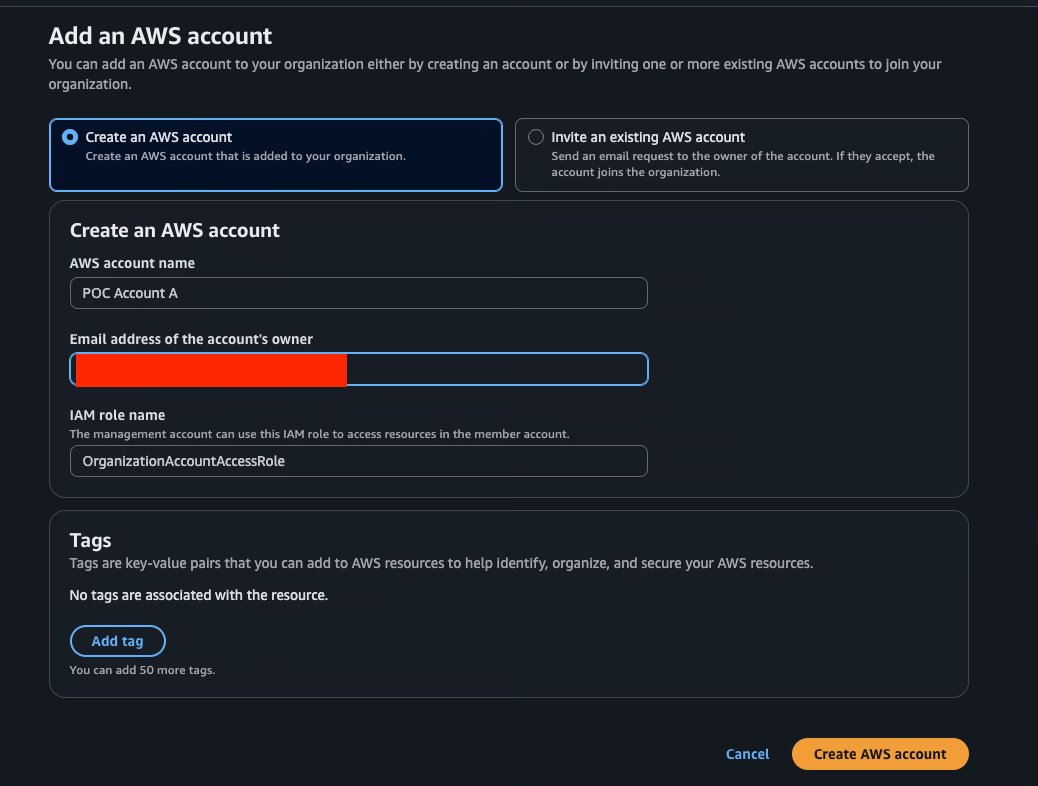 Add an AWS account
You can add an AWS account to your organization either by creating an account or by inviting one or more existing AWS accounts to join your
organization.
Create an AWS account
Create an AWS account that is added to your organization.
Invite an existing AWS account
Send an email request to the owner of the account. If they accept, the
account joins the organization.
Create an AWS account
AWS account name
POC Account A
Email address of the account's owner
IAM role name
The management account can use this IAM role to access resources in the member account.
OrganizationAccountAccessRole
Tags
Tags are key-value pairs that you can add to AWS resources to help identify, organize, and secure your AWS resources.
No tags are associated with the resource.
Add tag
You can add 50 more tags.
Cancel
Create AWS account